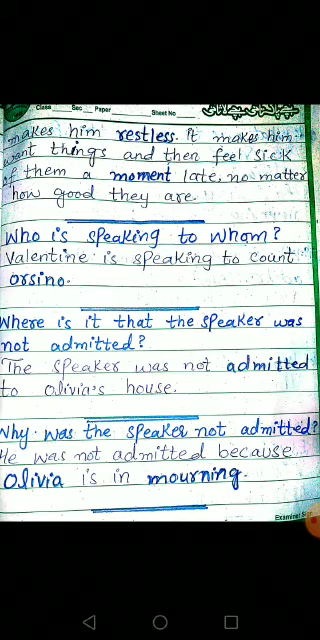 Class Sec Paper Sheet No
makes him restless. It makes him
want things and then feel sick
of them a moment late, no matter
how good they are.
Who is speaking to whom?
Valentine is speaking to count
orsino.
Where is it that the speaker was
not admitted?
The speaker was not admitted
to Olivia's house.
Why was the speaker not admitted?
He was not admitted because
Olivia is in mourning.